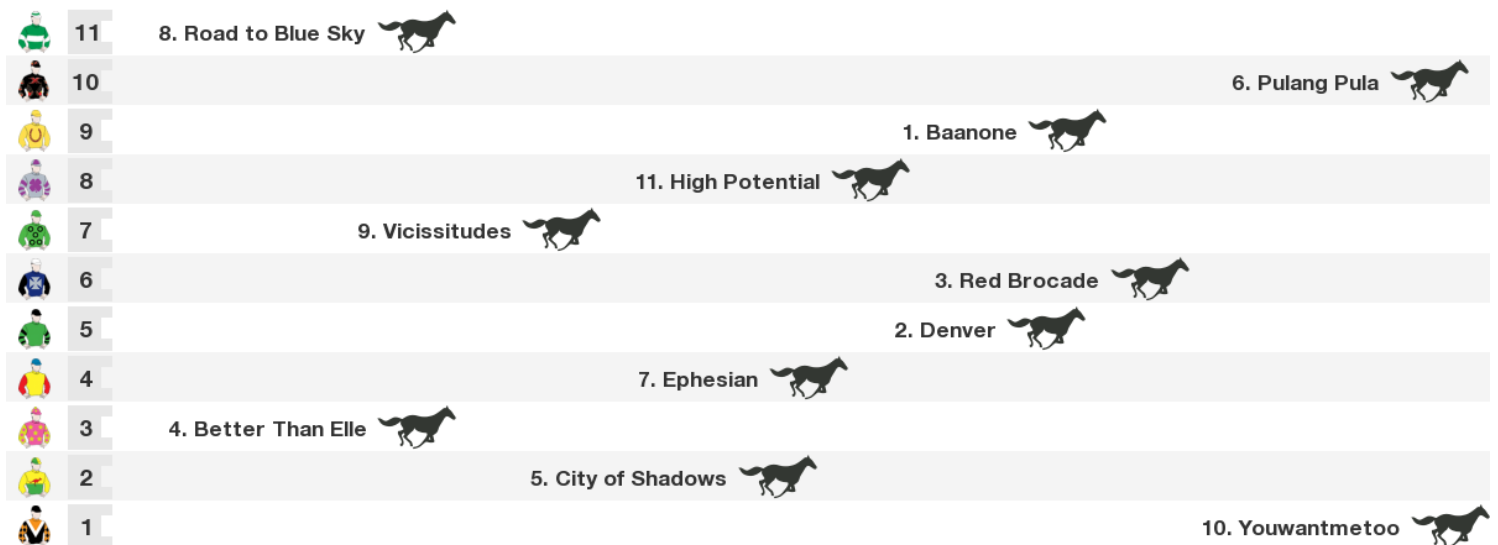 11 8. Road to Blue Sky
10 6. Pulang Pula
9 1. Baanone
8 11. High Potential
7 9. Vicissitudes
6 3. Red Brocade
5 2. Denver
4 7. Ephesian
3 4. Better Than Elle
2 5. City of Shadows
1 10. Youwantmetoo